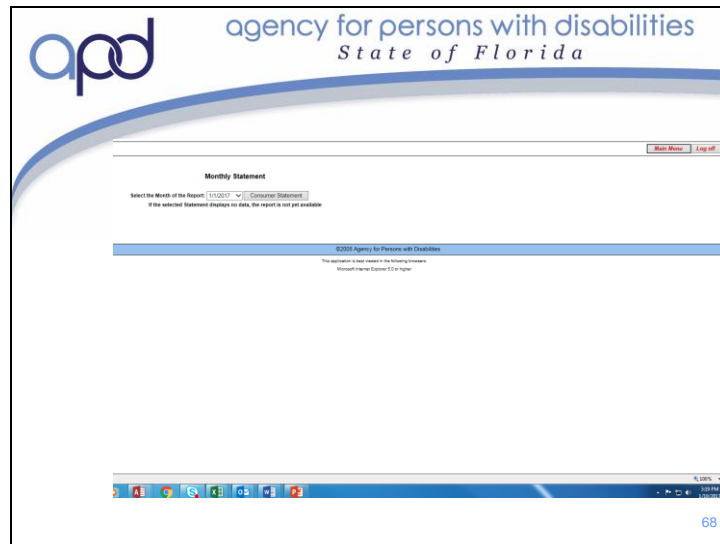 apd
agency for persons with disabilities
State of Florida
Main Menu Log off
Monthly Statement
Select the Month of the Report: 1/1/2017 Consumer Statement
If the selected Statement displays no data, the report is not yet available
©2005 Agency for Persons with Disabilities
This application is best viewed in the following browsers:
Microsoft Internet Explorer 5.0 or higher
100%
3:19 PM
68